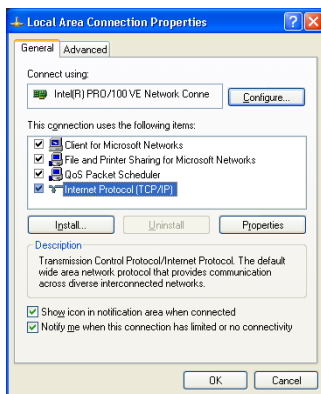 Local Area Connection Properties
General Advanced
Connect using:
Intel(R) PRO/100 VE Network Conne
Configure...
This connection uses the following items:
Client for Microsoft Networks
File and Printer Sharing for Microsoft Networks
QoS Packet Scheduler
Internet Protocol (TCP/IP)
Install... Uninstall Properties
Description
Transmission Control Protocol/Internet Protocol. The default
wide area network protocol that provides communication
across diverse interconnected networks.
Show icon in notification area when connected
Notify me when this connection has limited or no connectivity
OK Cancel